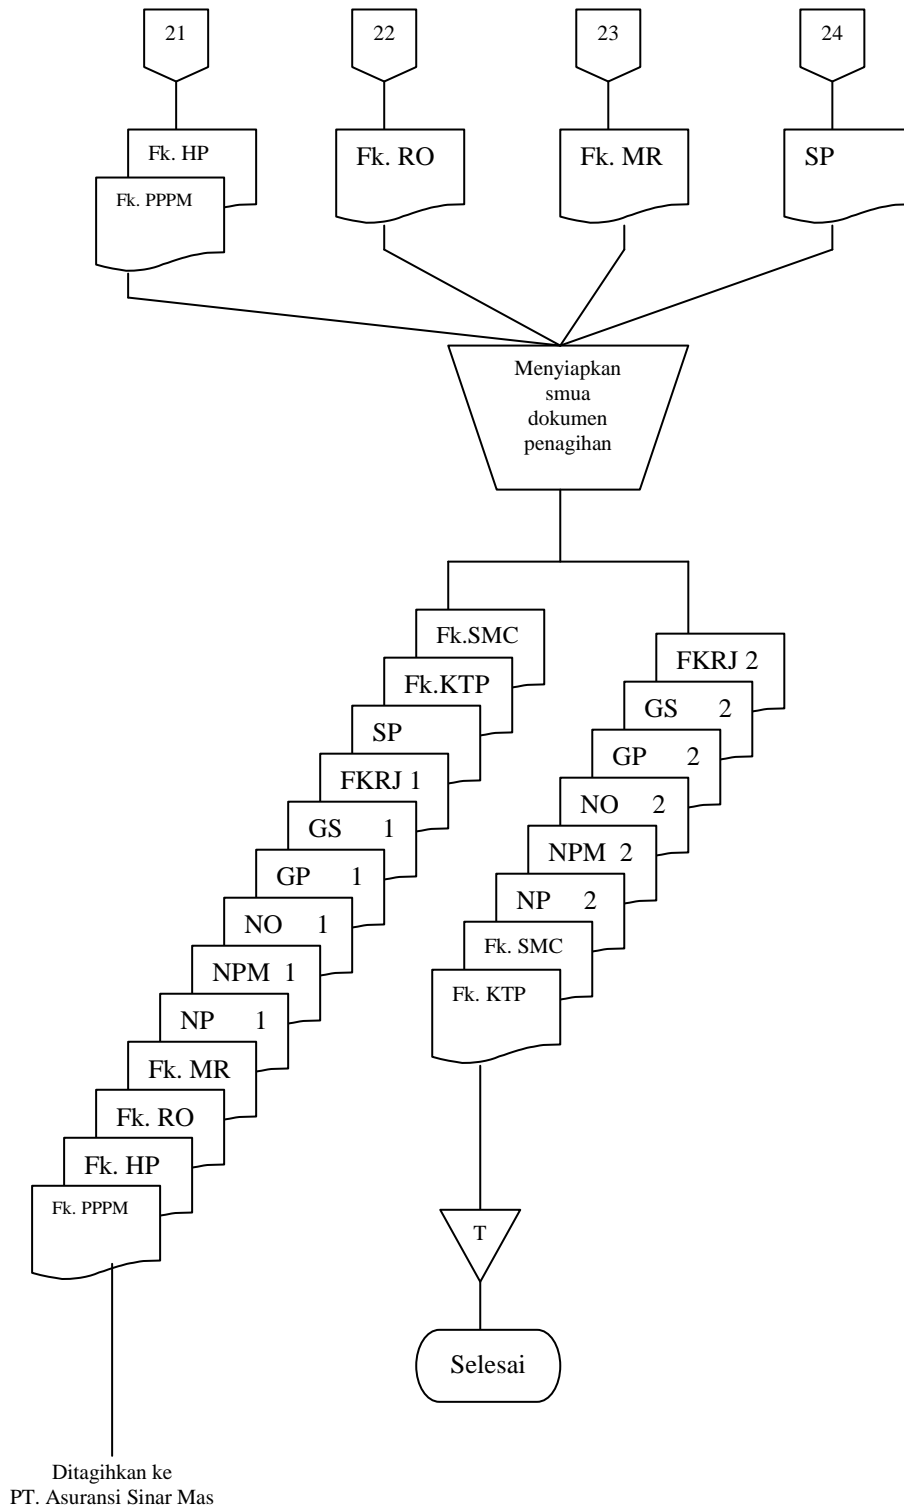 21
22
23
24
Fk. HP
Fk. PPPM
Fk. RO
Fk. MR
SP
Menyiapkan
smua
dokumen
penagihan
Fk.SMC
Fk.KTP
SP
FKRJ 1
GS 1
GP 1
NO 1
NPM 1
NP 1
Fk. MR
Fk. RO
Fk. HP
Fk. PPPM
FKRJ 2
GS 2
GP 2
NO 2
NPM 2
NP 2
Fk. SMC
Fk. KTP
T
Selesai
Ditagihkan ke
PT. Asuransi Sinar Mas